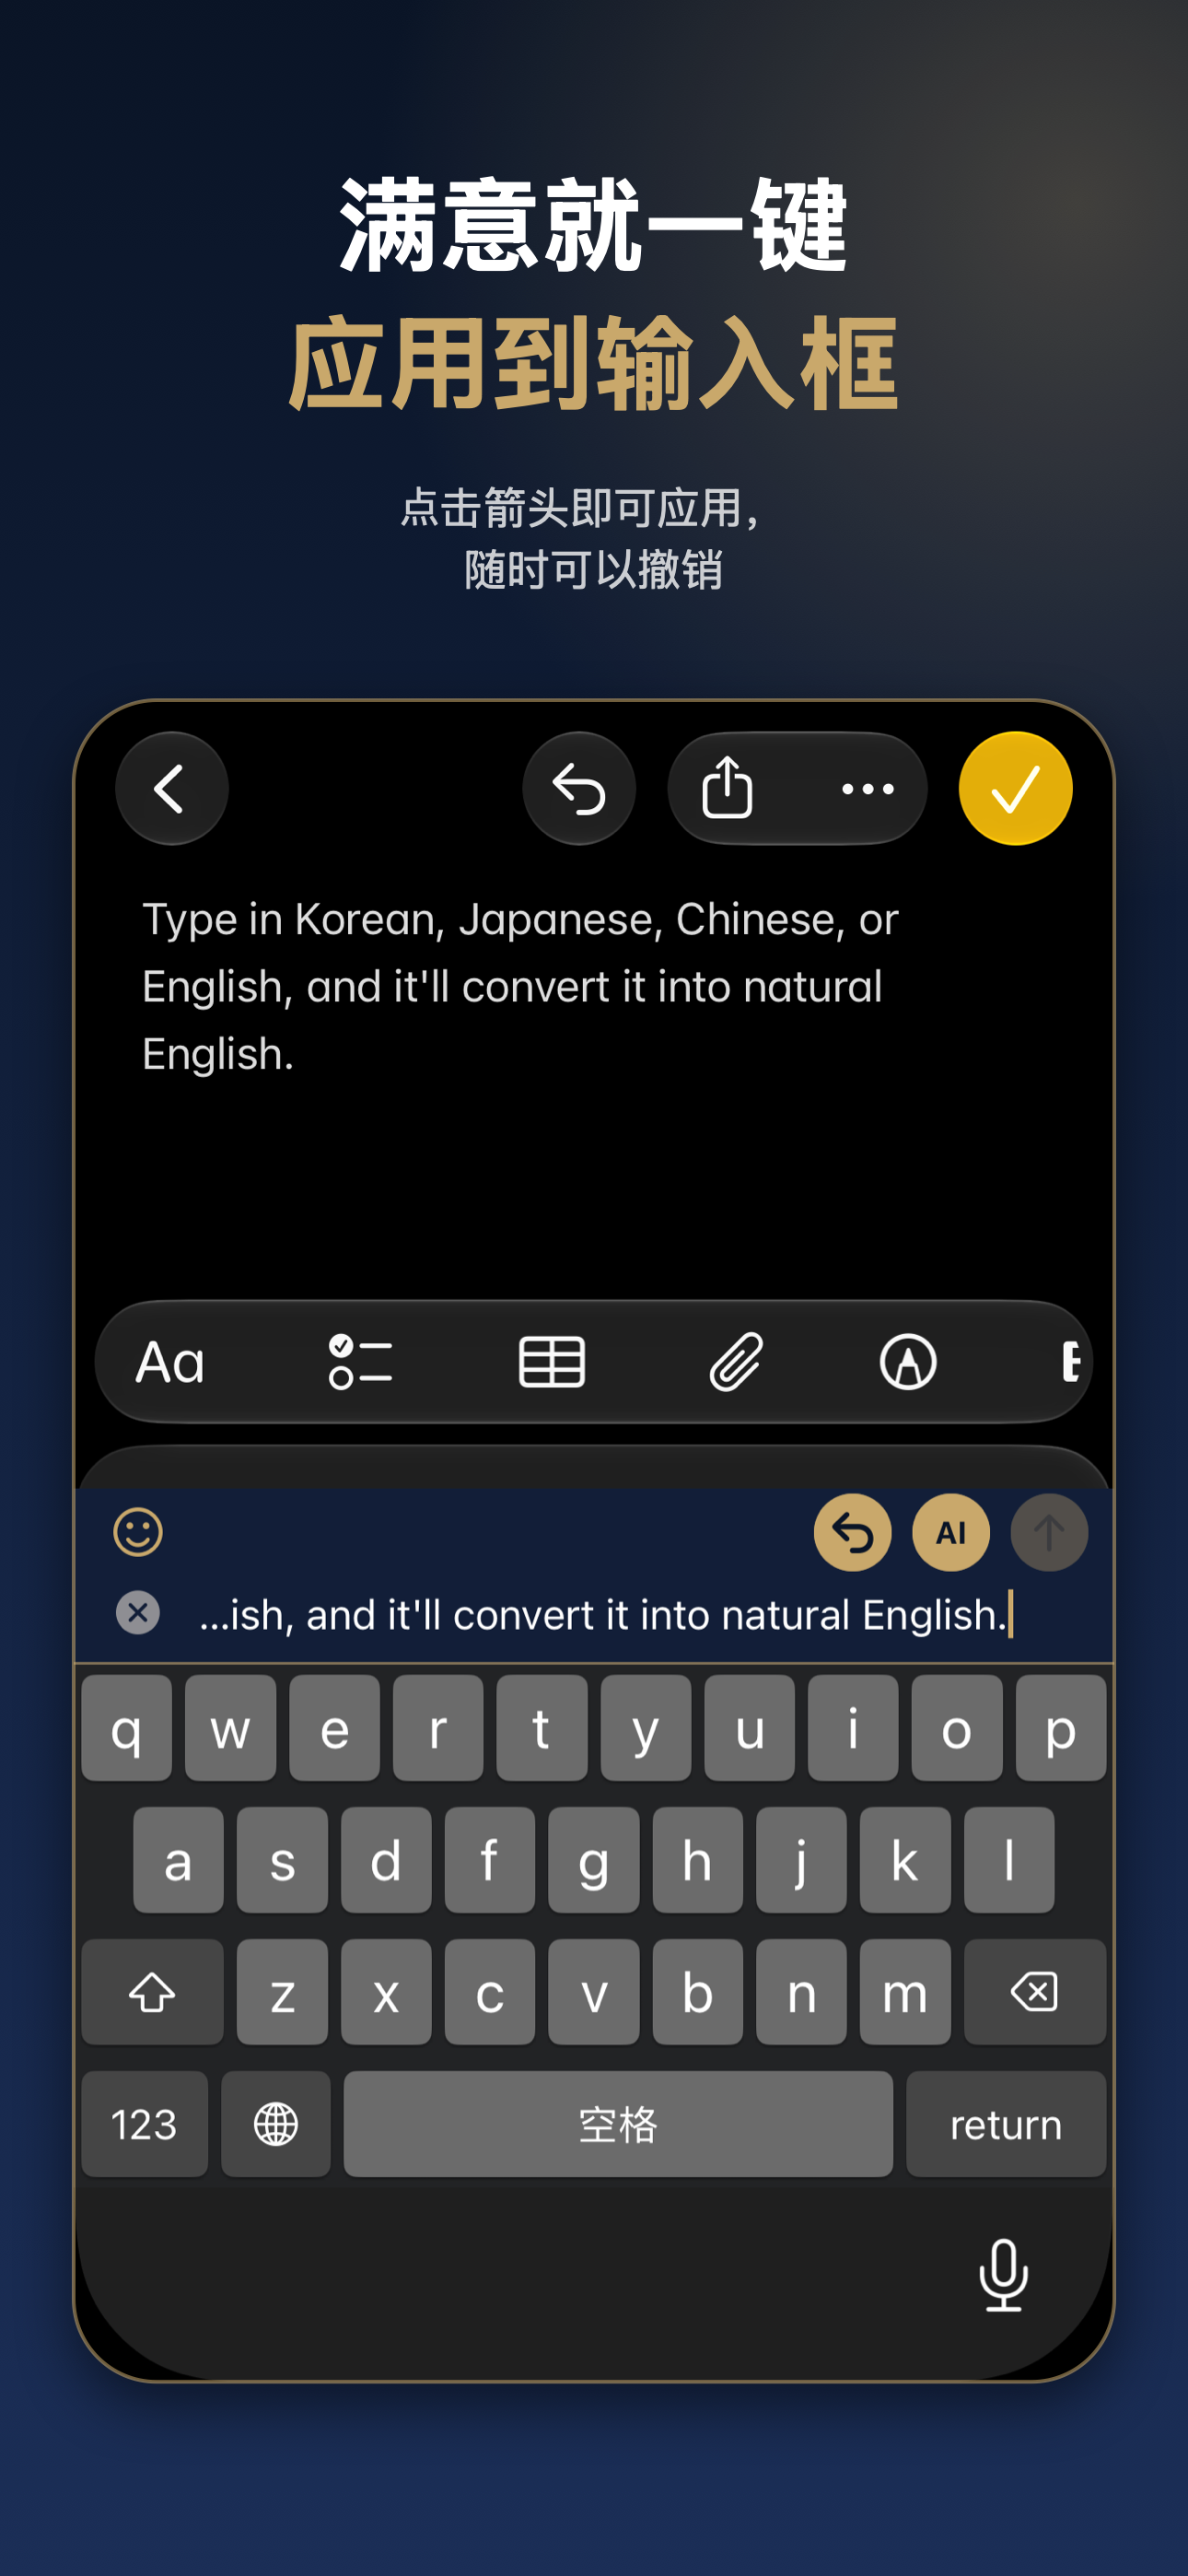 满意就一键
应用到输入框
点击箭头即可应用，
随时可以撤销
Type in Korean, Japanese, Chinese, or
English, and it'll convert it into natural
English.
Aa
AI
...ish, and it'll convert it into natural English.
q w e r t y u i o p
a s d f g h j k l
z x c v b n m
123 空格 return